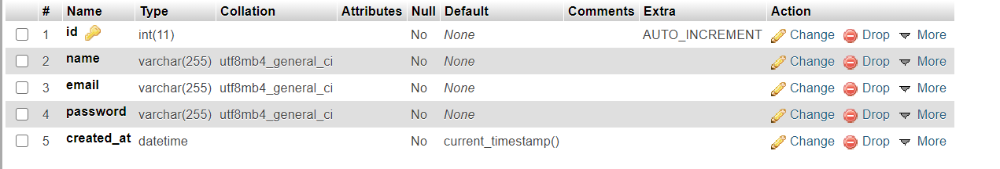 # Name Type Collation Attributes Null Default Comments Extra Action
1 id int(11) No None AUTO_INCREMENT Change Drop More
2 name varchar(255) utf8mb4_general_ci No None Change Drop More
3 email varchar(255) utf8mb4_general_ci No None Change Drop More
4 password varchar(255) utf8mb4_general_ci No None Change Drop More
5 created_at datetime No current_timestamp() Change Drop More